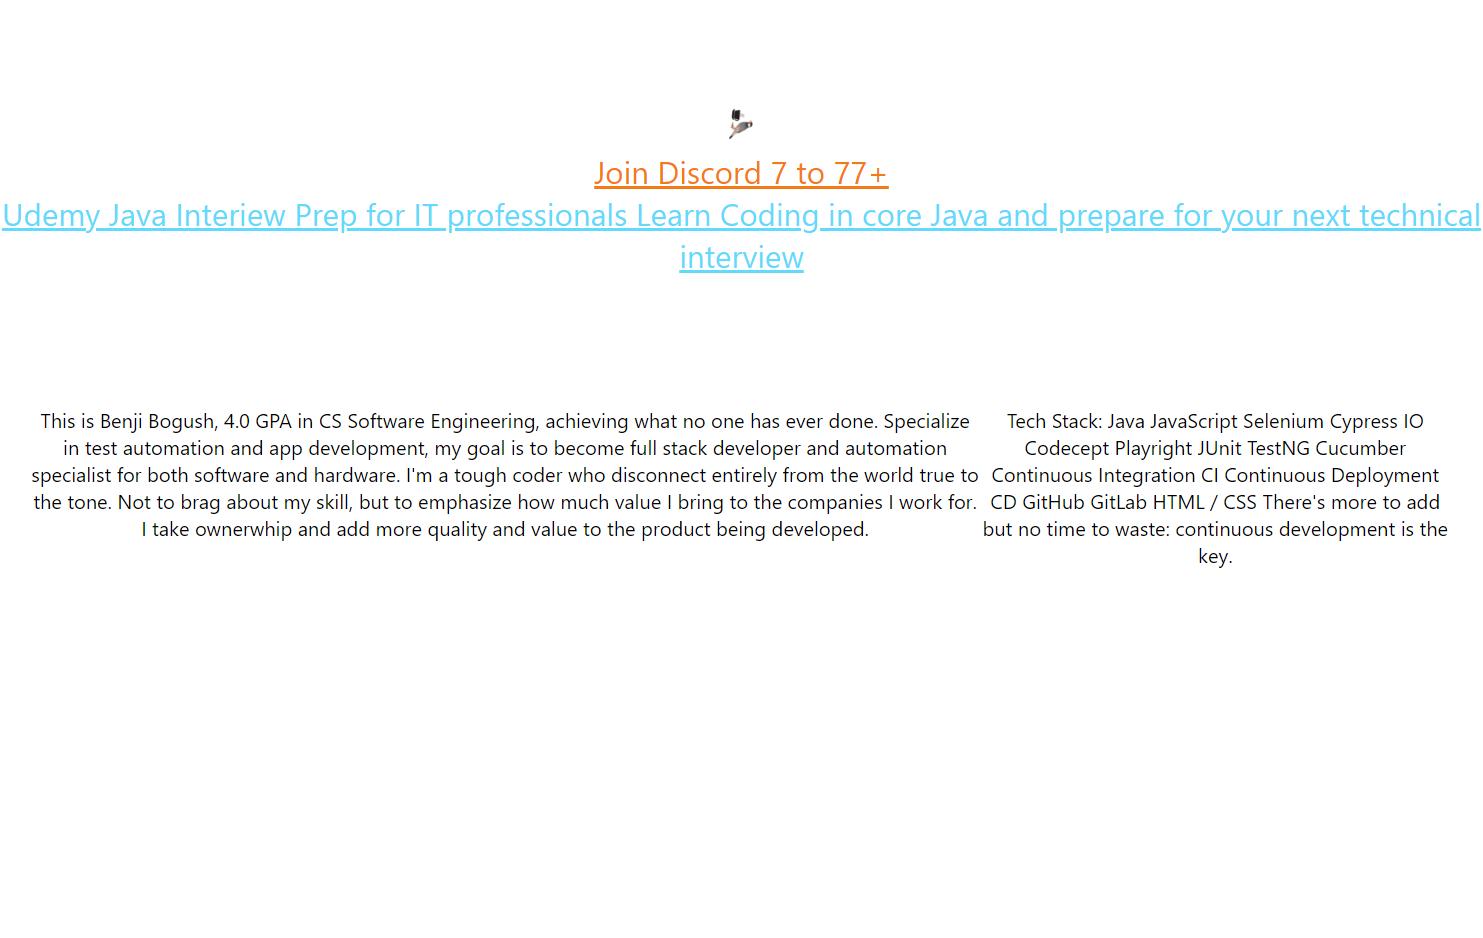 Join Discord 7 to 77+
Udemy Java Interiew Prep for IT professionals Learn Coding in core Java and prepare for your next technical
interview
This is Benji Bogush, 4.0 GPA in CS Software Engineering, achieving what no one has ever done. Specialize
in test automation and app development, my goal is to become full stack developer and automation
specialist for both software and hardware. I'm a tough coder who disconnect entirely from the world true to
the tone. Not to brag about my skill, but to emphasize how much value I bring to the companies I work for.
I take ownerwhip and add more quality and value to the product being developed.
Tech Stack: Java JavaScript Selenium Cypress IO
Codecept Playright JUnit TestNG Cucumber
Continuous Integration CI Continuous Deployment
CD GitHub GitLab HTML / CSS There's more to add
but no time to waste: continuous development is the
key.